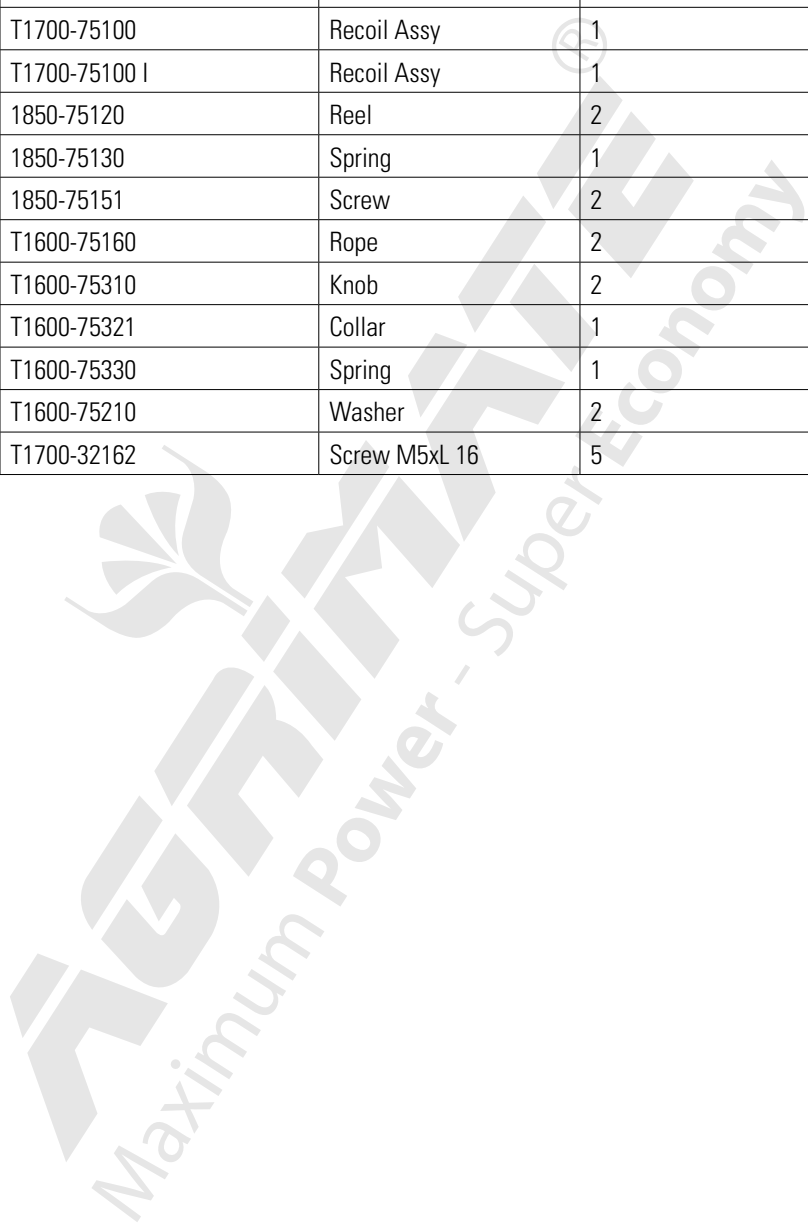 T1700-75100 Recoil Assy 1
T1700-75100 I Recoil Assy 1
1850-75120 Reel 2
1850-75130 Spring 1
1850-75151 Screw 2
T1600-75160 Rope 2
T1600-75310 Knob 2
T1600-75321 Collar 1
T1600-75330 Spring 1
T1600-75210 Washer 2
T1700-32162 Screw M5xL 16 5
AGRIMATE ®
Maximum Power - Super Economy